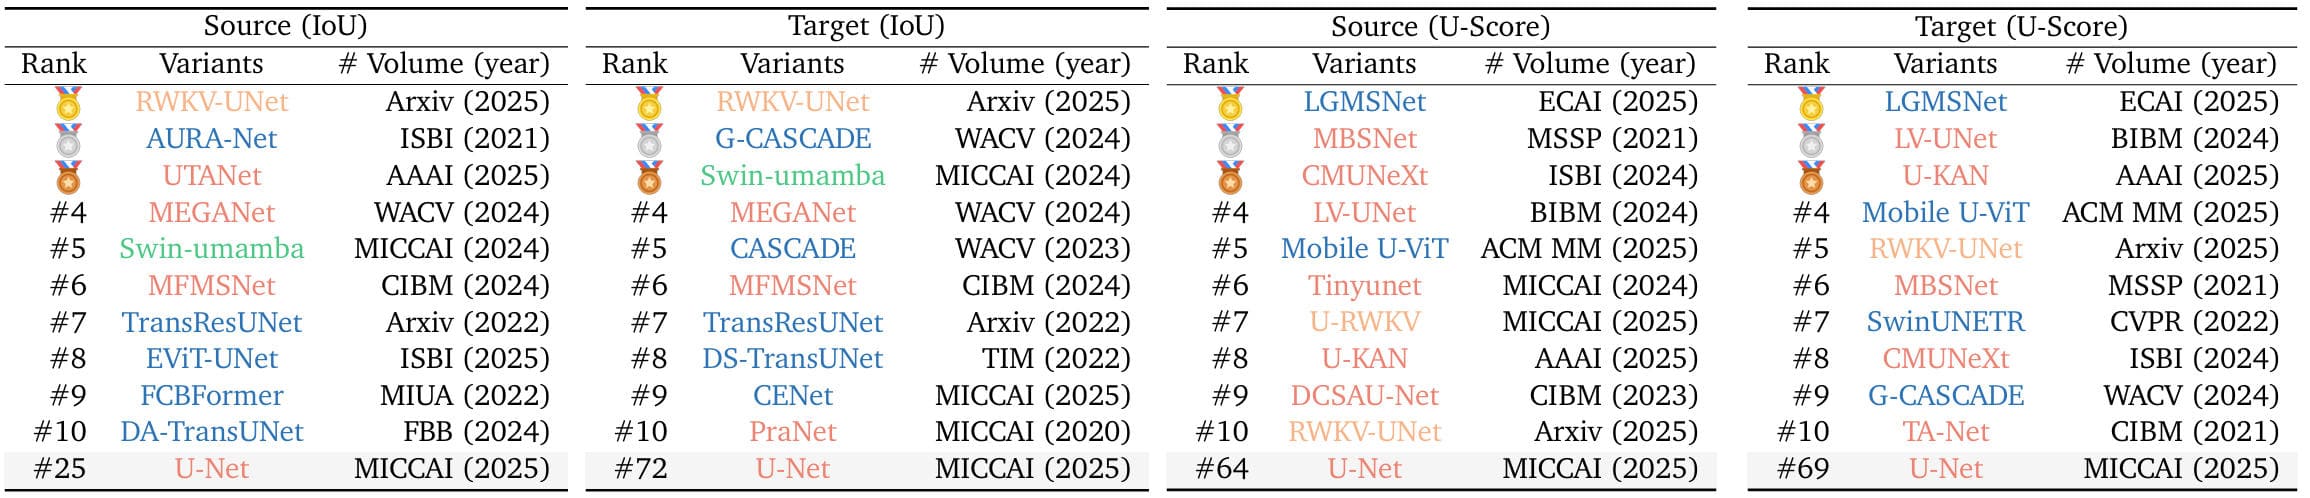 Source (IoU)
Rank Variants # Volume (year)
RWKV-UNet Arxiv (2025)
AURA-Net ISBI (2021)
UTANet AAAI (2025)
#4 MEGANet WACV (2024)
#5 Swin-umamba MICCAI (2024)
#6 MFMSNet CIBM (2024)
#7 TransResUNet Arxiv (2022)
#8 EViT-UNet ISBI (2025)
#9 FCBFormer MIUA (2022)
#10 DA-TransUNet FBB (2024)
#25 U-Net MICCAI (2025)
Target (IoU)
Rank Variants # Volume (year)
RWKV-UNet Arxiv (2025)
G-CASCADE WACV (2024)
Swin-umamba MICCAI (2024)
#4 MEGANet WACV (2024)
#5 CASCADE WACV (2023)
#6 MFMSNet CIBM (2024)
#7 TransResUNet Arxiv (2022)
#8 DS-TransUNet TIM (2022)
#9 CENet MICCAI (2025)
#10 PraNet MICCAI (2020)
#72 U-Net MICCAI (2025)
Source (U-Score)
Rank Variants # Volume (year)
LGMSNet ECAI (2025)
MBSNet MSSP (2021)
CMUNeXt ISBI (2024)
#4 LV-UNet BIBM (2024)
#5 Mobile U-ViT ACM MM (2025)
#6 Tinyunet MICCAI (2024)
#7 U-RWKV MICCAI (2025)
#8 U-KAN AAAI (2025)
#9 DCSAU-Net CIBM (2023)
#10 RWKV-UNet Arxiv (2025)
#64 U-Net MICCAI (2025)
Target (U-Score)
Rank Variants # Volume (year)
LGMSNet ECAI (2025)
LV-UNet BIBM (2024)
U-KAN AAAI (2025)
#4 Mobile U-ViT ACM MM (2025)
#5 RWKV-UNet Arxiv (2025)
#6 MBSNet MSSP (2021)
#7 SwinUNETR CVPR (2022)
#8 CMUNeXt ISBI (2024)
#9 G-CASCADE WACV (2024)
#10 TA-Net CIBM (2021)
#69 U-Net MICCAI (2025)